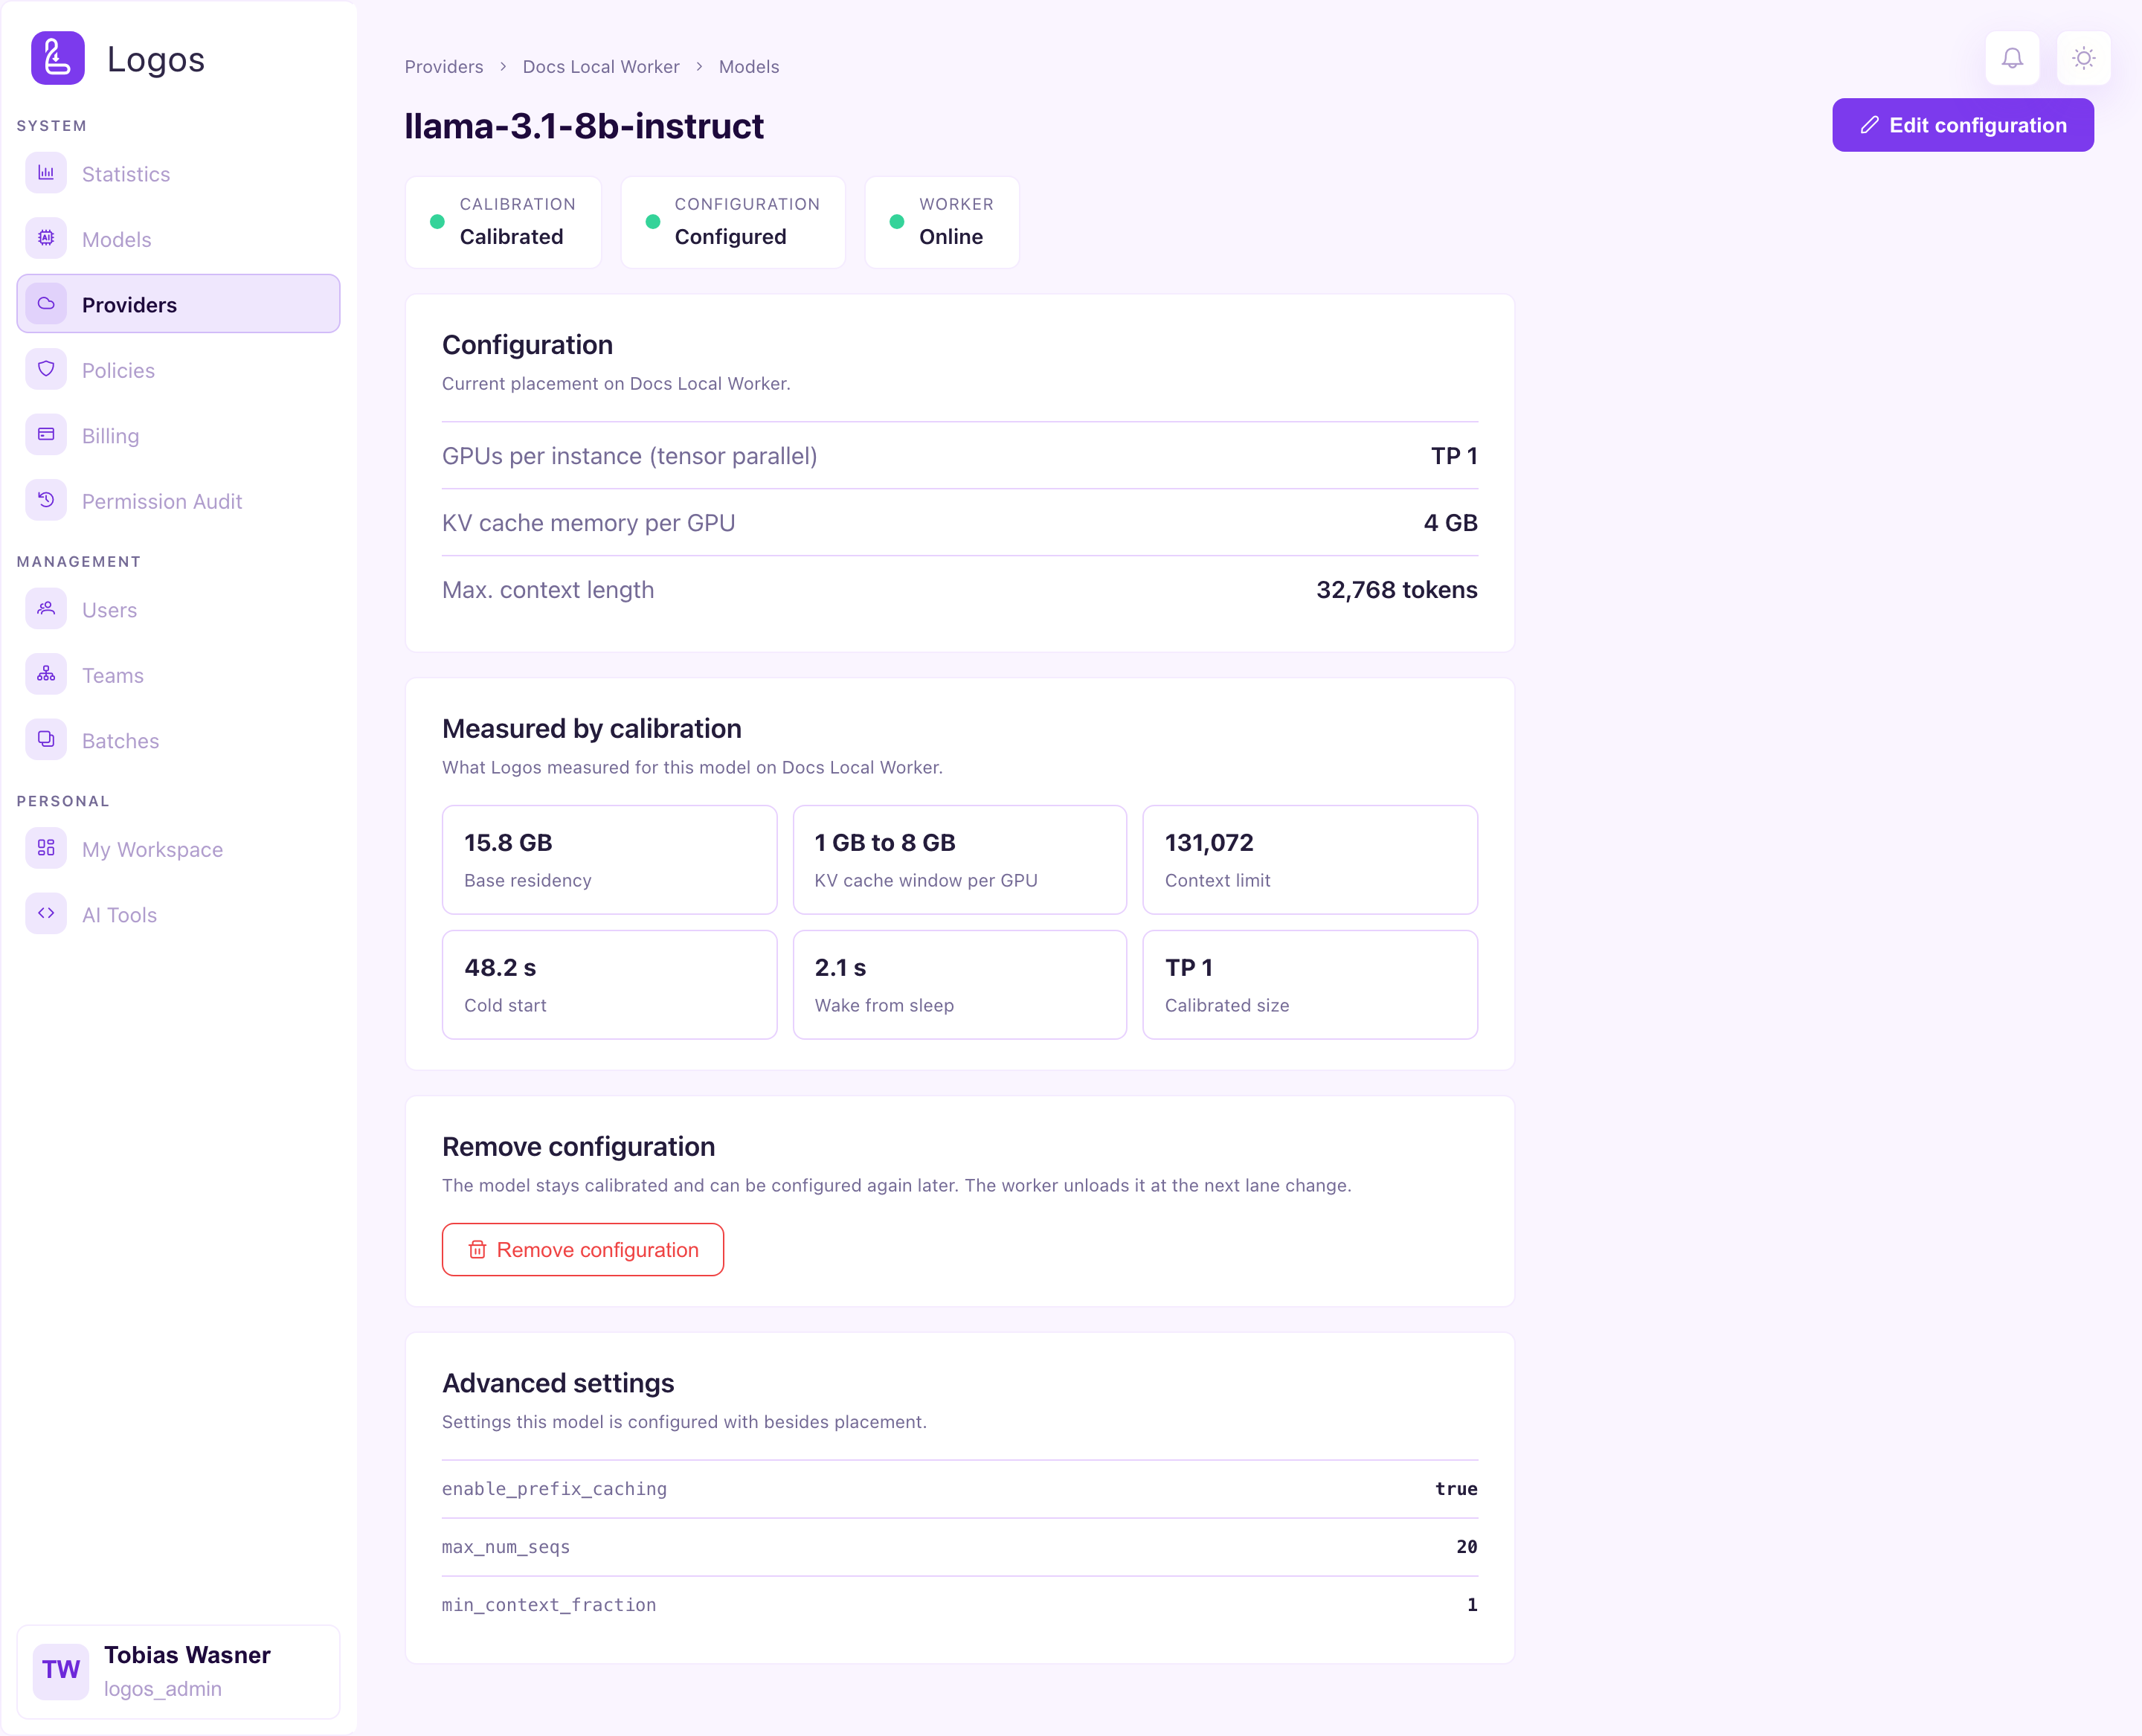 Logos
SYSTEM
Statistics
Models
Providers
Policies
Billing
Permission Audit
MANAGEMENT
Users
Teams
Batches
PERSONAL
My Workspace
AI Tools
TW
Tobias Wasner
logos_admin
Providers > Docs Local Worker > Models
llama-3.1-8b-instruct
Edit configuration
CALIBRATION
Calibrated
CONFIGURATION
Configured
WORKER
Online
Configuration
Current placement on Docs Local Worker.
GPUs per instance (tensor parallel) TP 1
KV cache memory per GPU 4 GB
Max. context length 32,768 tokens
Measured by calibration
What Logos measured for this model on Docs Local Worker.
15.8 GB
Base residency
1 GB to 8 GB
KV cache window per GPU
131,072
Context limit
48.2 s
Cold start
2.1 s
Wake from sleep
TP 1
Calibrated size
Remove configuration
The model stays calibrated and can be configured again later. The worker unloads it at the next lane change.
Remove configuration
Advanced settings
Settings this model is configured with besides placement.
enable_prefix_caching true
max_num_seqs 20
min_context_fraction 1